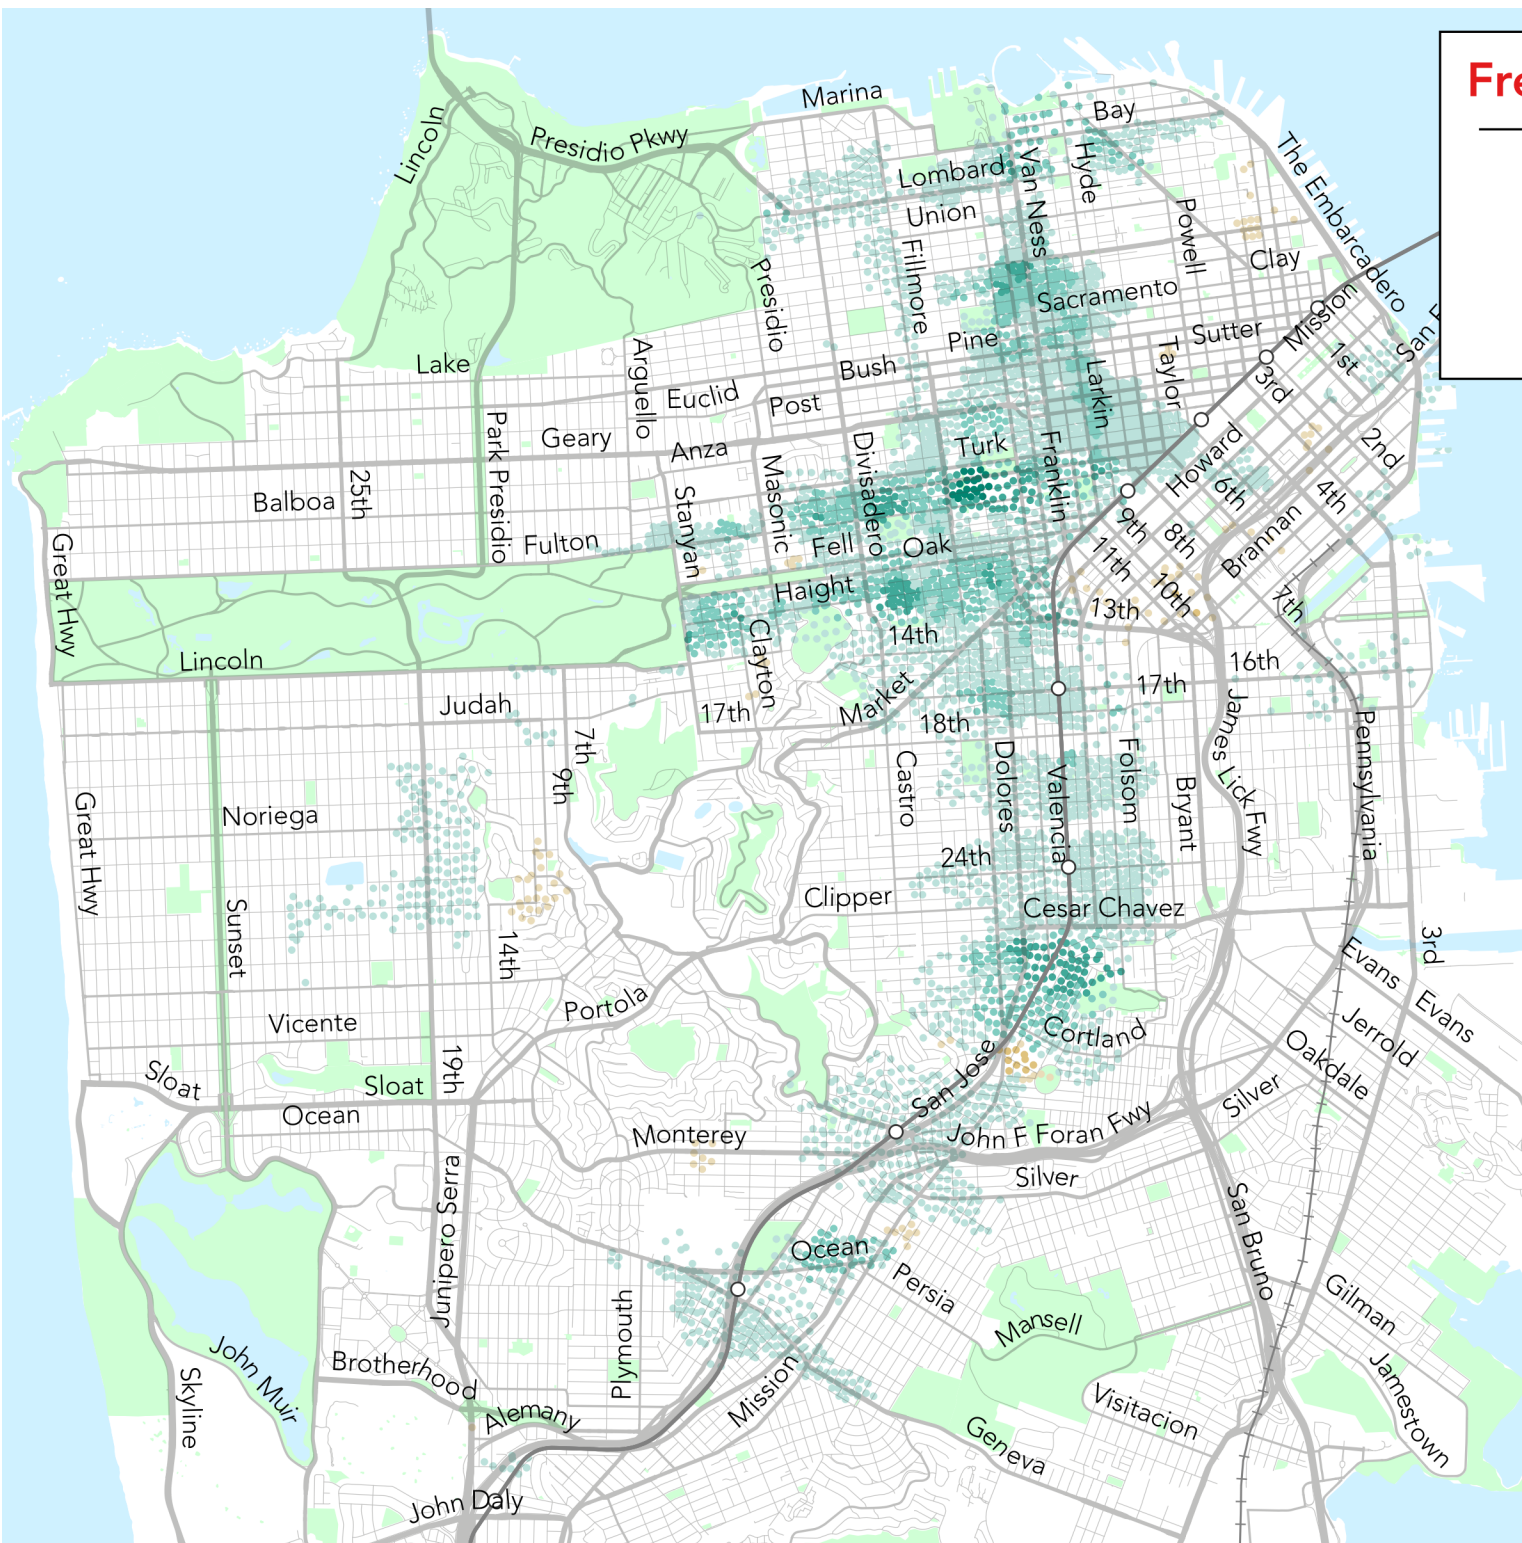 Fre
Marina
Bay
Lincoln
Presidio Pkwy
Lombard
Van Ness
Hyde
The Embarcadero
Union
Powell
Fillmore
Clay
Presidio
Sacramento
Mission
Pine
Sutter
San F
1st
Lake
Arguello
Bush
Taylor
Larkin
3rd
Euclid
Post
Geary
Anza
Park Presidio
Divisadero
Turk
Franklin
Howard
2nd
Balboa
25th
Stanyan
Masonic
6th
4th
Fulton
Fell
Oak
9th
8th
Brannan
11th
Great Hwy
Haight
10th
13th
7th
14th
Clayton
Lincoln
16th
17th
Judah
17th
Market
18th
James Lick Fwy
Pennsylvania
7th
9th
Castro
Dolores
Valencia
Folsom
Bryant
Great Hwy
Noriega
24th
Clipper
Cesar Chavez
Sunset
14th
3rd
Evans
Evans
Portola
Vicente
Cortland
Jerrold
Oakdale
Sloat
19th
Sloat
San Jose
Silver
Ocean
Monterey
John F Foran Fwy
Silver
Junipero Serra
San Bruno
Ocean
Persia
Plymouth
Mansell
Gilman
John Muir
Brotherhood
Skyline
Mission
Alemany
Jamestown
Visitacion
Geneva
John Daly